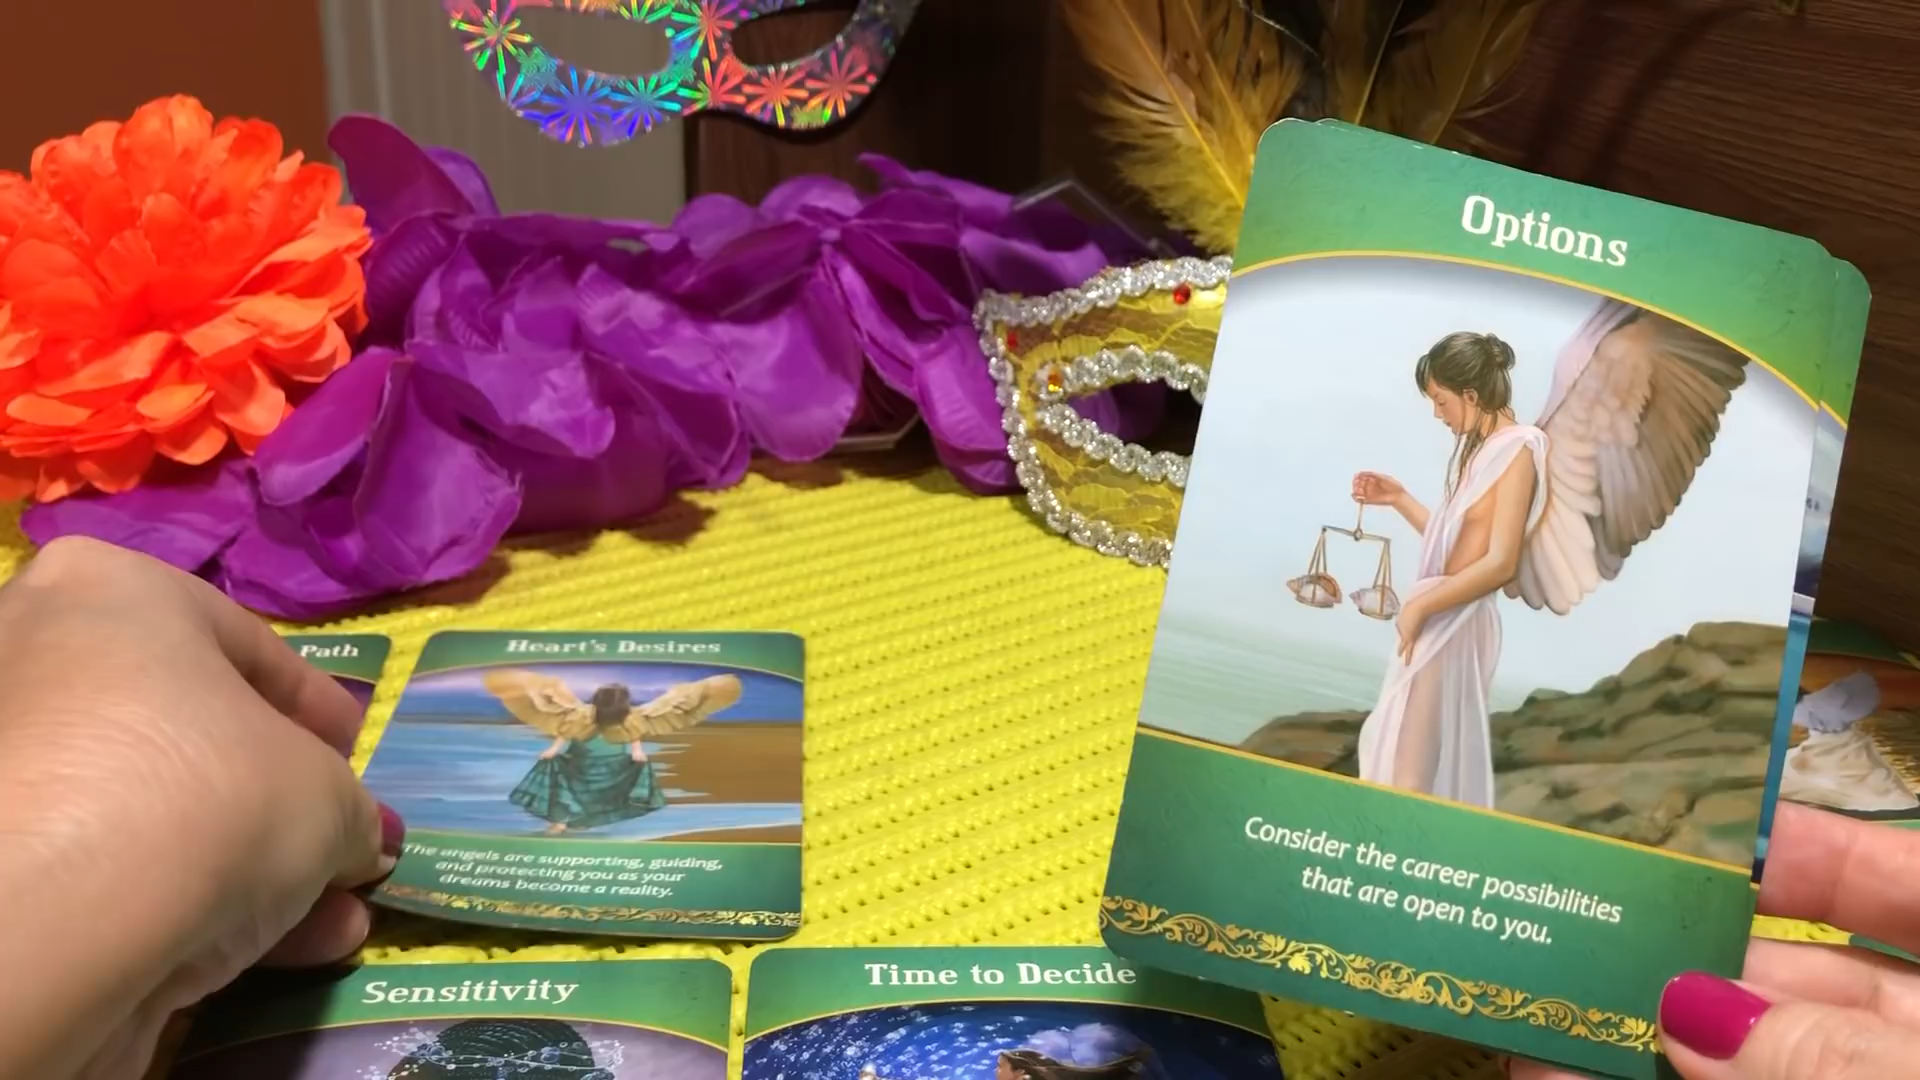 Options
Consider the career possibilities
that are open to you.
Path
Heart's Desires
The angels are supporting, guiding,
and protecting you as your
dreams become a reality.
Sensitivity
Time to Decide